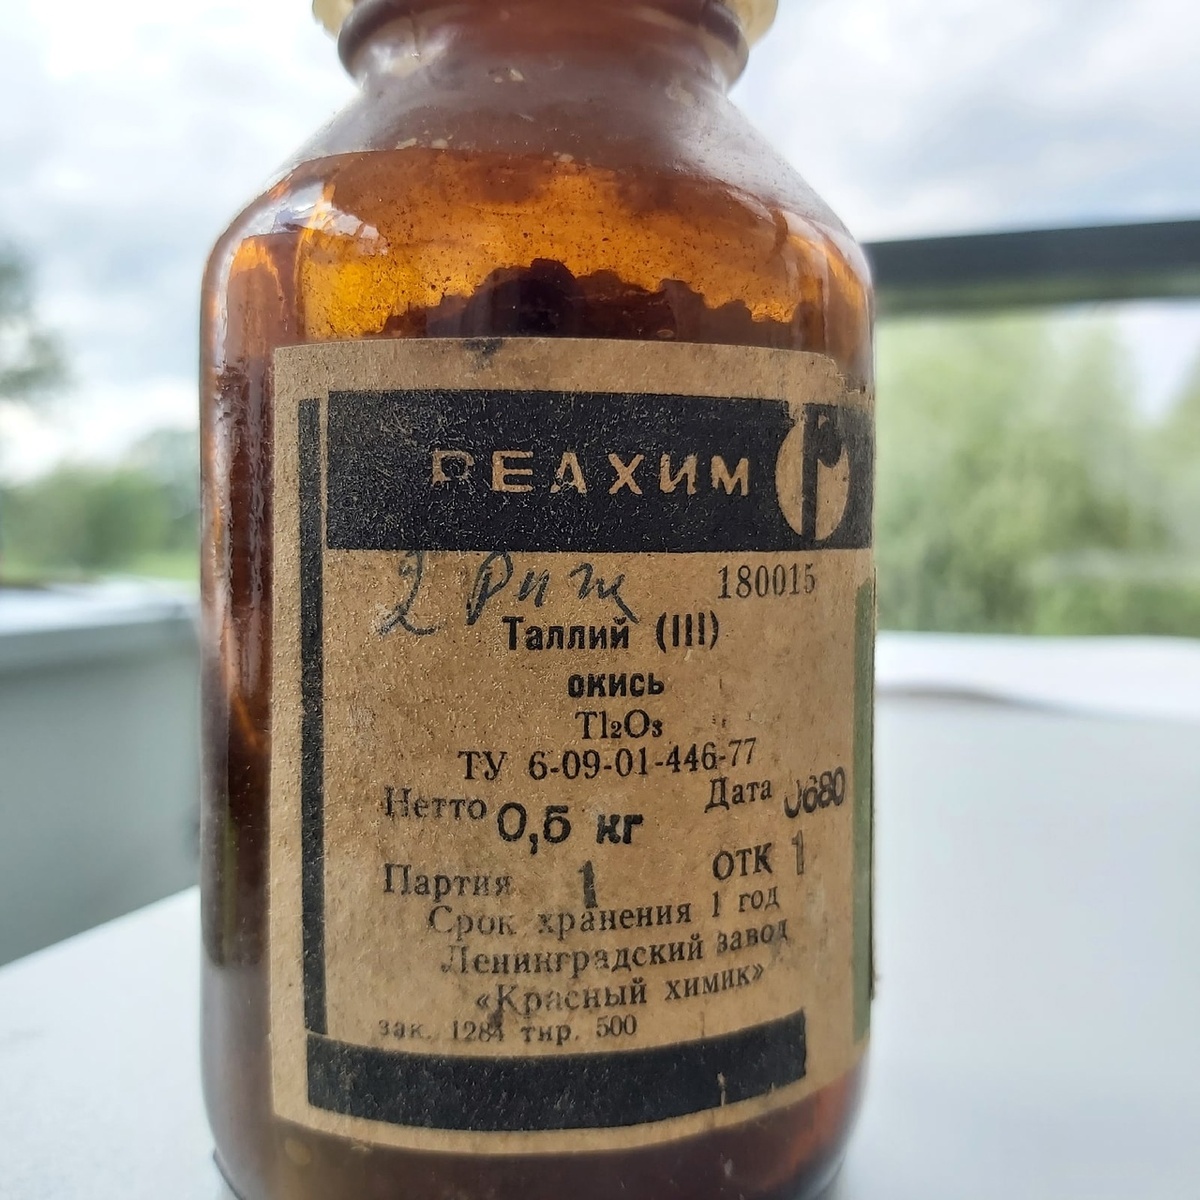 РЕАХИМ
180015
Таллий (III)
окись
Tl₂O₃
ТУ 6-09-01-446-77
Нетто 0,5 кг Дата 0680
Партия 1 ОТК 1
Срок хранения 1 год
Ленинградский завод
«Красный химик»
зак. 1284 тир. 500